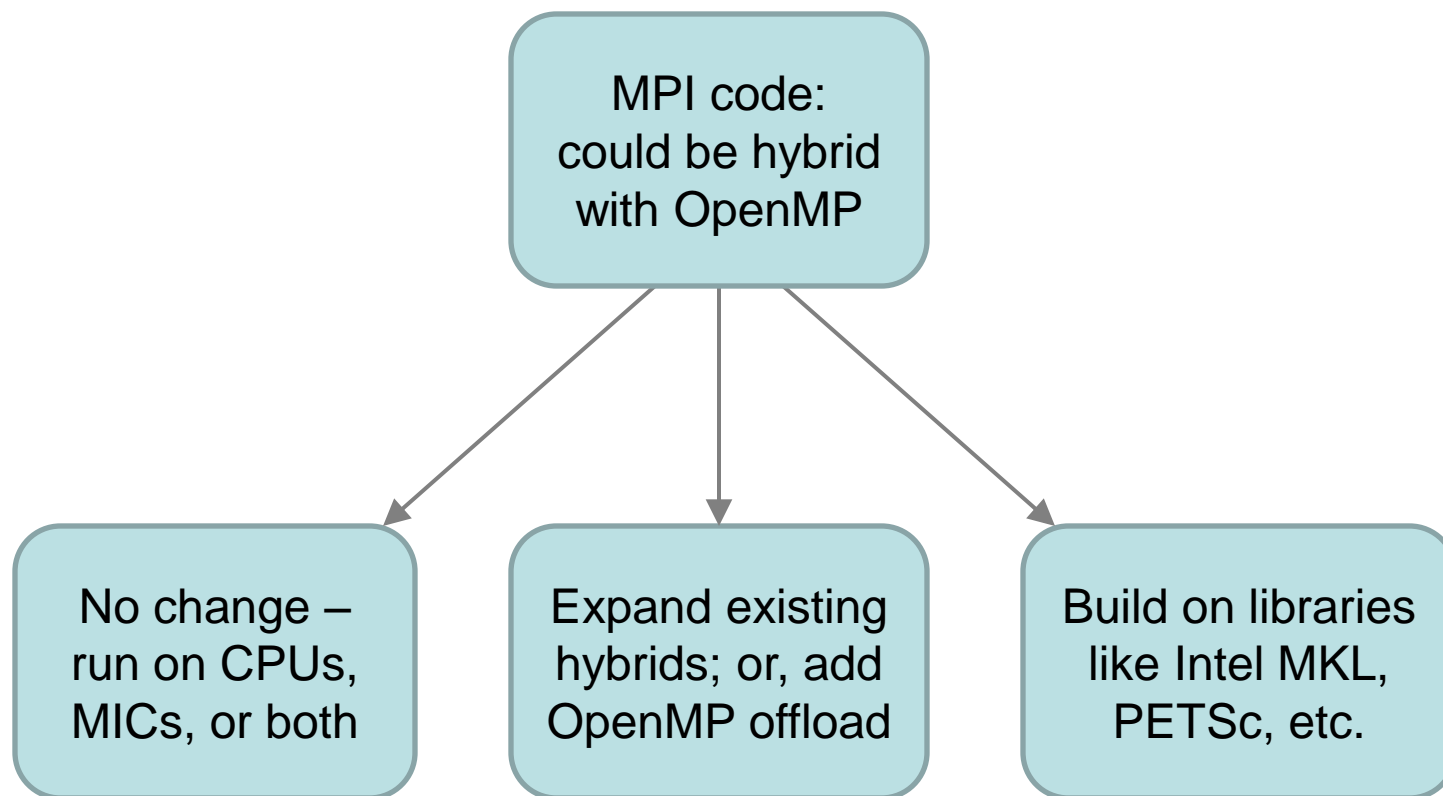 MPI code:
could be hybrid
with OpenMP
No change –
run on CPUs,
MICs, or both
Expand existing
hybrids; or, add
OpenMP offload
Build on libraries
like Intel MKL,
PETSc, etc.